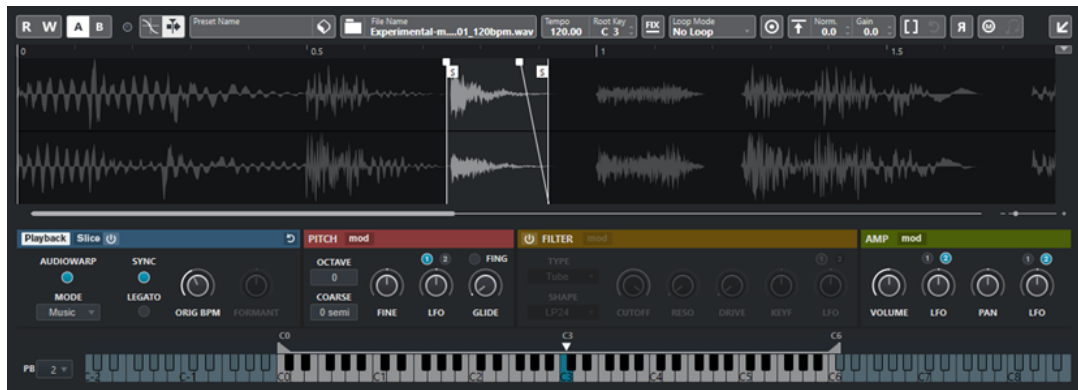 R W A B Preset Name File Name Tempo Root Key FIX Loop Mode Norm. Gain
Experimental-m....01_120bpm.wav 120.00 C 3 No Loop 0.0 0.0 [ ] R M
0 0.5 1 1.5
S S
Playback Slice PITCH mod FILTER mod AMP mod
AUDIOWARP SYNC OCTAVE 1 2 FING TYPE 1 2 1 2 1 2
0 Tube
MODE LEGATO COARSE SHAPE
Music ORIG BPM FORMANT 0 semi FINE LFO GLIDE LP24 CUTOFF RESO DRIVE KEYF LFO VOLUME LFO PAN LFO
C0 C3 C6
PB 2 C-2 C-1 C0 C1 C2 C3 C4 C5 C6 C7 C8